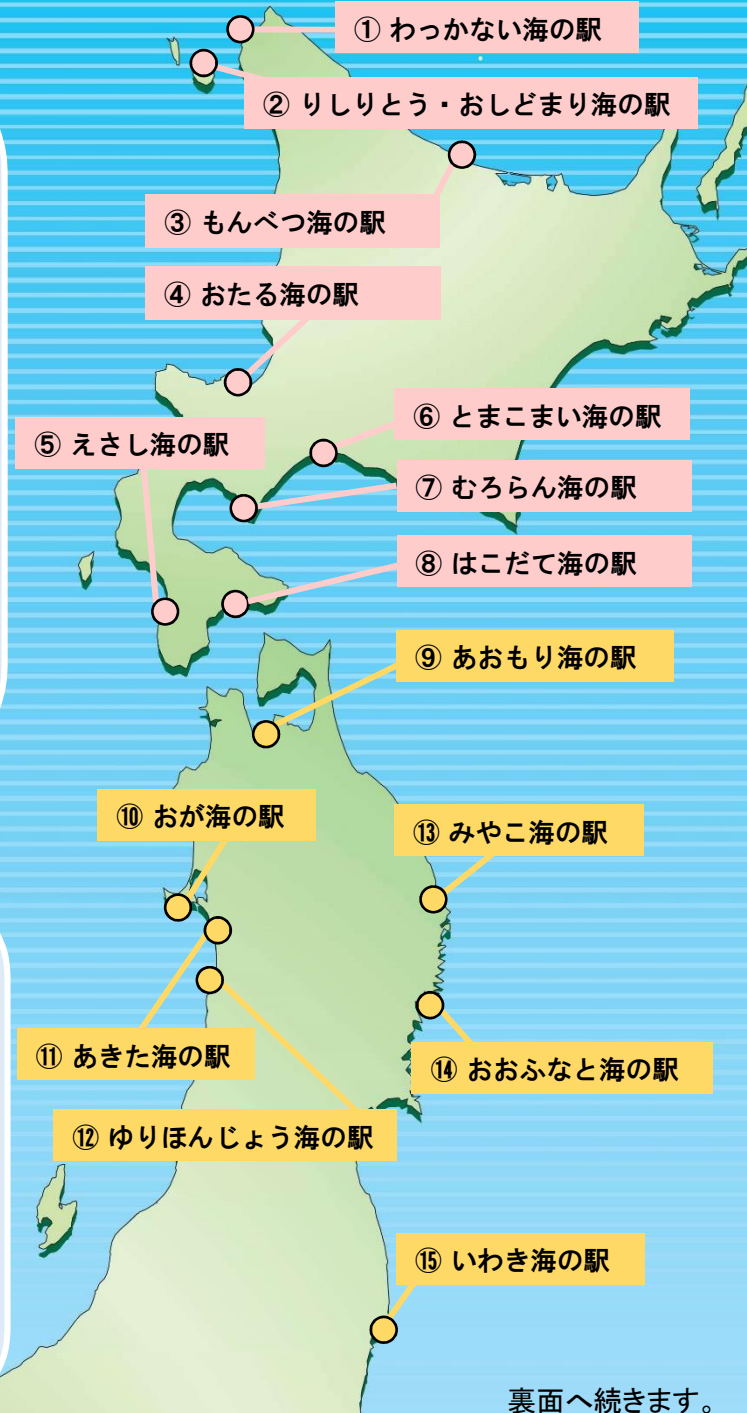 ① わっかない海の駅
② りしりとう・おしどまり海の駅
③ もんべつ海の駅
④ おたる海の駅
⑤ えさし海の駅
⑥ とまこまい海の駅
⑦ むろらん海の駅
⑧ はこだて海の駅
⑨ あおもり海の駅
⑩ おが海の駅
⑪ あきた海の駅
⑫ ゆりほんじょう海の駅
⑬ みやこ海の駅
⑭ おおふなと海の駅
⑮ いわき海の駅
裏面へ続きます。